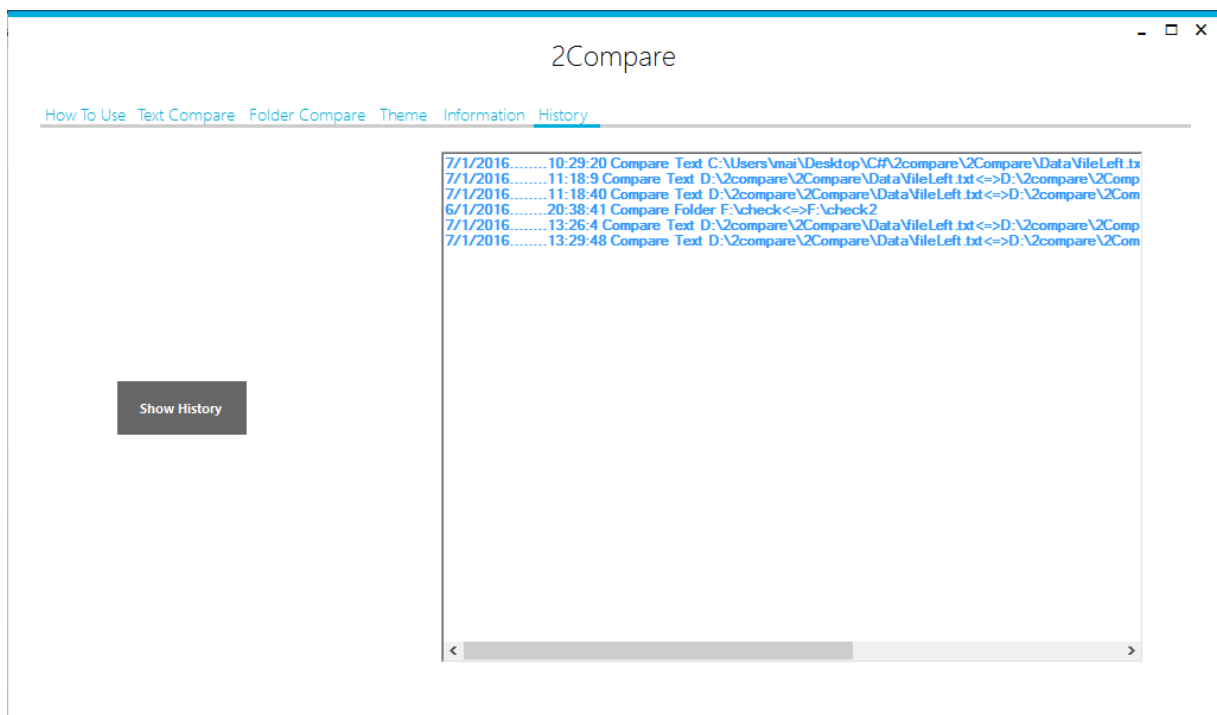 2Compare
How To Use Text Compare Folder Compare Theme Information History
7/1/2016........10:29:20 Compare Text C:\Users\mai\Desktop\C#\2compare\2Compare\Data\fileLeft.tx
7/1/2016........11:18:9 Compare Text D:\2compare\2Compare\Data\fileLeft.txt<=>D:\2compare\2Comp
7/1/2016........11:18:40 Compare Text D:\2compare\2Compare\Data\fileLeft.txt<=>D:\2compare\2Com
6/1/2016........20:38:41 Compare Folder F:\check<=>F:\check2
7/1/2016........13:26:4 Compare Text D:\2compare\2Compare\Data\fileLeft.txt<=>D:\2compare\2Comp
7/1/2016........13:29:48 Compare Text D:\2compare\2Compare\Data\fileLeft.txt<=>D:\2compare\2Com
Show History